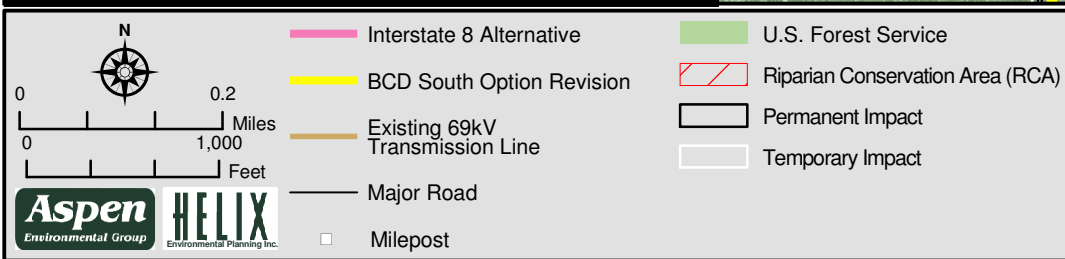 N
0 0.2
Miles
0 1,000
Feet
Aspen
Environmental Group
HELIX
Environmental Planning Inc.
Interstate 8 Alternative
BCD South Option Revision
Existing 69kV
Transmission Line
Major Road
Milepost
U.S. Forest Service
Riparian Conservation Area (RCA)
Permanent Impact
Temporary Impact